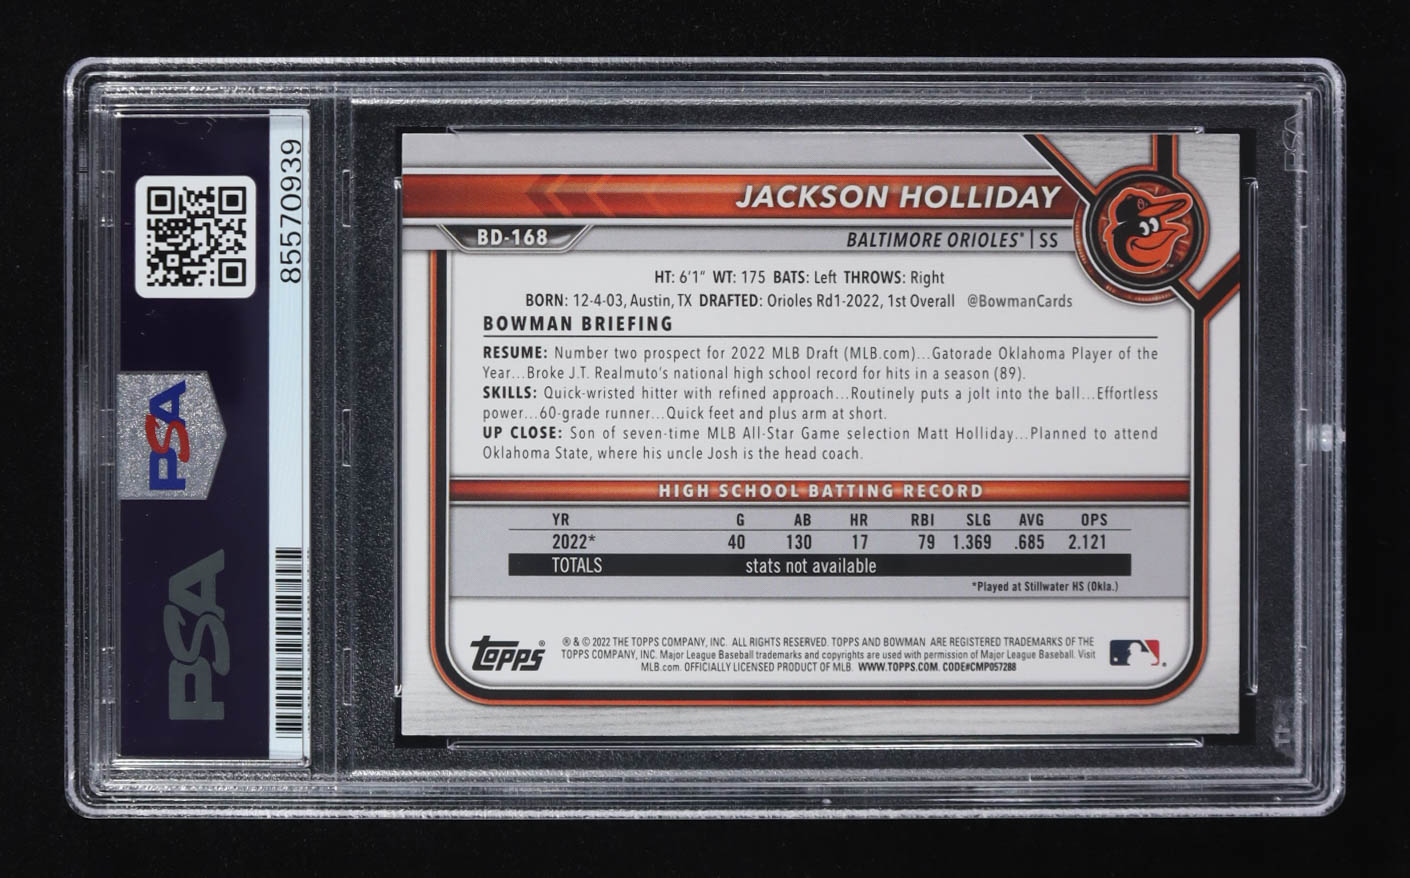 85570939
PSA
PSA
JACKSON HOLLIDAY
BD-168
BALTIMORE ORIOLES® | SS
HT: 6'1" WT: 175 BATS: Left THROWS: Right
BORN: 12-4-03, Austin, TX DRAFTED: Orioles Rd1-2022, 1st Overall @BowmanCards
BOWMAN BRIEFING
RESUME: Number two prospect for 2022 MLB Draft (MLB.com)...Gatorade Oklahoma Player of the
Year...Broke J.T. Realmuto's national high school record for hits in a season (89).
SKILLS: Quick-wristed hitter with refined approach...Routinely puts a jolt into the ball...Effortless
power...60-grade runner...Quick feet and plus arm at short.
UP CLOSE: Son of seven-time MLB All-Star Game selection Matt Holliday...Planned to attend
Oklahoma State, where his uncle Josh is the head coach.
HIGH SCHOOL BATTING RECORD
YR G AB HR RBI SLG AVG OPS
2022* 40 130 17 79 1.369 .685 2.121
TOTALS stats not available
*Played at Stillwater HS (Okla.)
Topps®
® & © 2022 THE TOPPS COMPANY, INC. ALL RIGHTS RESERVED. TOPPS AND BOWMAN ARE REGISTERED TRADEMARKS OF THE
TOPPS COMPANY, INC. Major League Baseball trademarks and copyrights are used with permission of Major League Baseball. Visit
MLB.com. OFFICIALLY LICENSED PRODUCT OF MLB. WWW.TOPPS.COM. CODE#CMP057288
PSA